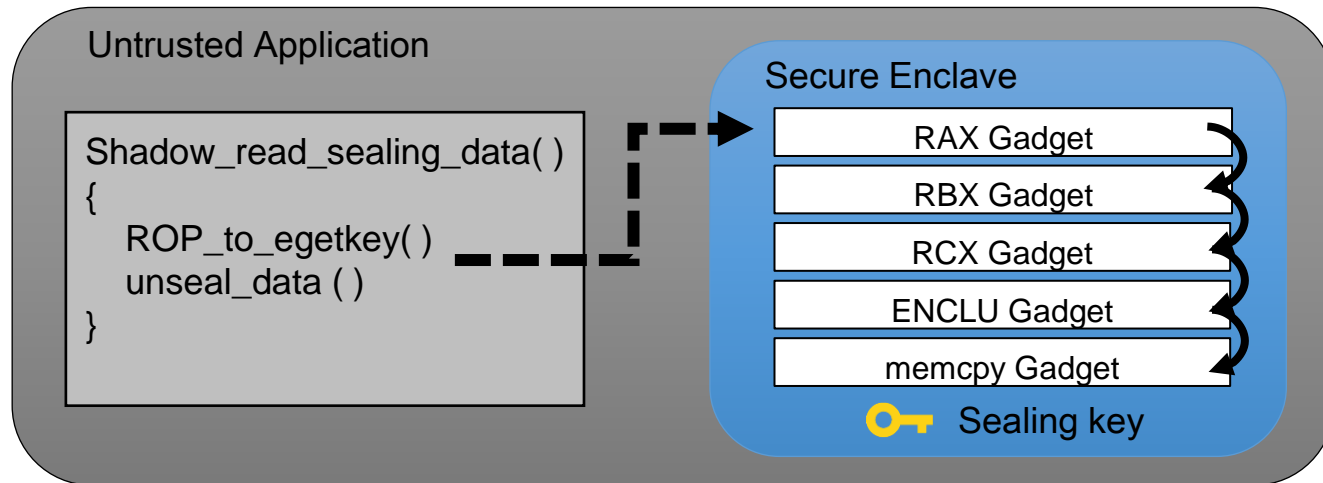 Untrusted Application
Shadow_read_sealing_data( )
{
ROP_to_egetkey( )
unseal_data ( )
}
Secure Enclave
RAX Gadget
RBX Gadget
RCX Gadget
ENCLU Gadget
memcpy Gadget
Sealing key